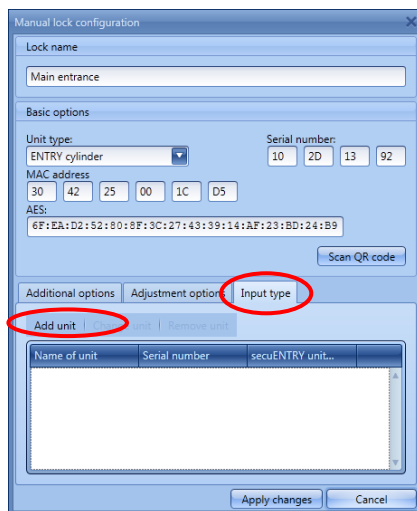 Manual lock configuration
Lock name
Main entrance
Basic options
Unit type: Serial number:
ENTRY cylinder 10 2D 13 92
MAC address
30 42 25 00 1C D5
AES:
6F:EA:D2:52:80:8F:3C:27:43:39:14:AF:23:BD:24:B9
Scan QR code
Additional options Adjustment options Input type
Add unit Change unit Remove unit
Name of unit Serial number secuENTRY unit...
Apply changes Cancel